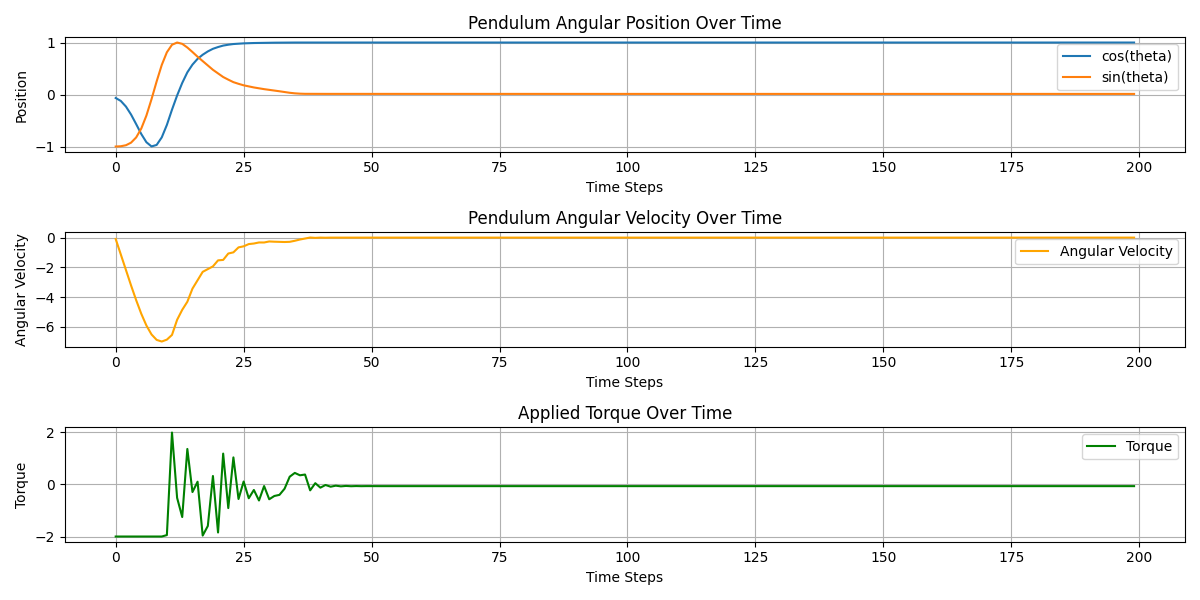 Pendulum Angular Position Over Time
1
0
−1
Position
cos(theta)
sin(theta)
0 25 50 75 100 125 150 175 200
Time Steps
Pendulum Angular Velocity Over Time
0
−2
−4
−6
Angular Velocity
Angular Velocity
0 25 50 75 100 125 150 175 200
Time Steps
Applied Torque Over Time
2
0
−2
Torque
Torque
0 25 50 75 100 125 150 175 200
Time Steps